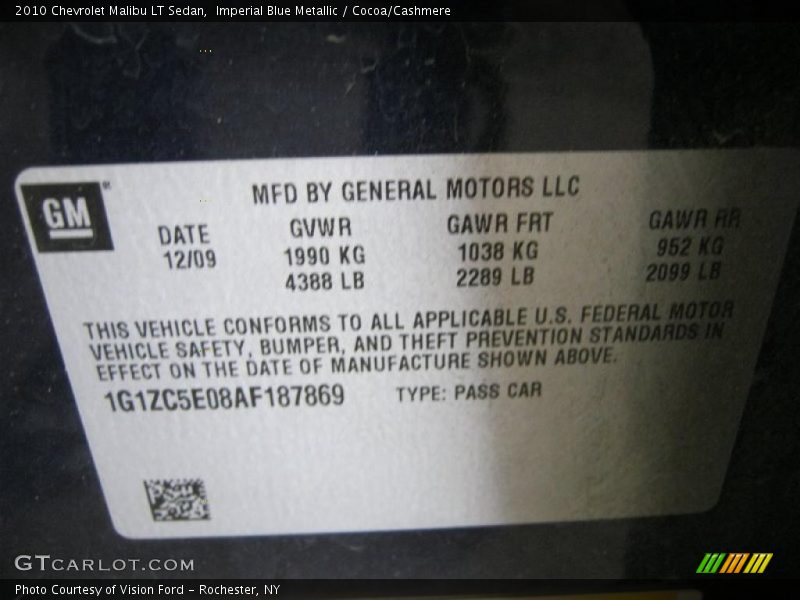 2010 Chevrolet Malibu LT Sedan,  Imperial Blue Metallic / Cocoa/Cashmere
MFD BY GENERAL MOTORS LLC
GM
DATE GVWR GAWR FRT GAWR RR
12/09 1990 KG 1038 KG 952 KG
4388 LB 2289 LB 2099 LB
THIS VEHICLE CONFORMS TO ALL APPLICABLE U.S. FEDERAL MOTOR
VEHICLE SAFETY, BUMPER, AND THEFT PREVENTION STANDARDS IN
EFFECT ON THE DATE OF MANUFACTURE SHOWN ABOVE.
1G1ZC5E08AF187869 TYPE: PASS CAR
GTCARLOT.COM
Photo Courtesy of Vision Ford – Rochester, NY